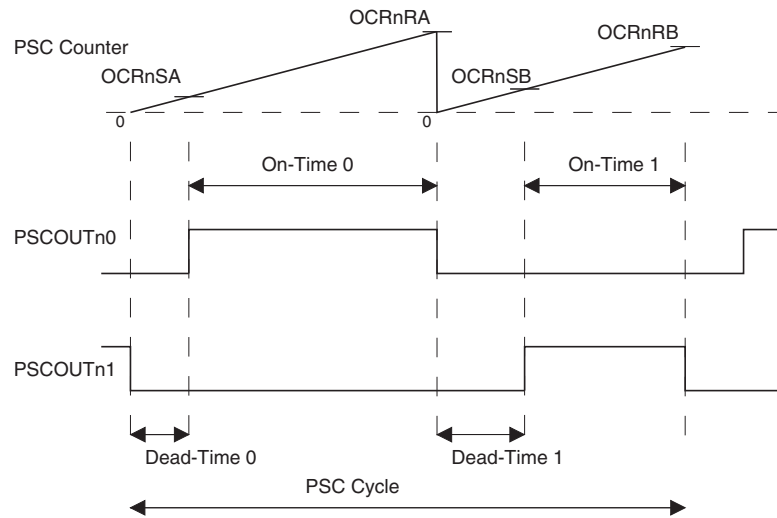 OCRnRA
OCRnRB
PSC Counter
OCRnSA
OCRnSB
0
0
On-Time 0
On-Time 1
PSCOUTn0
PSCOUTn1
Dead-Time 0
Dead-Time 1
PSC Cycle